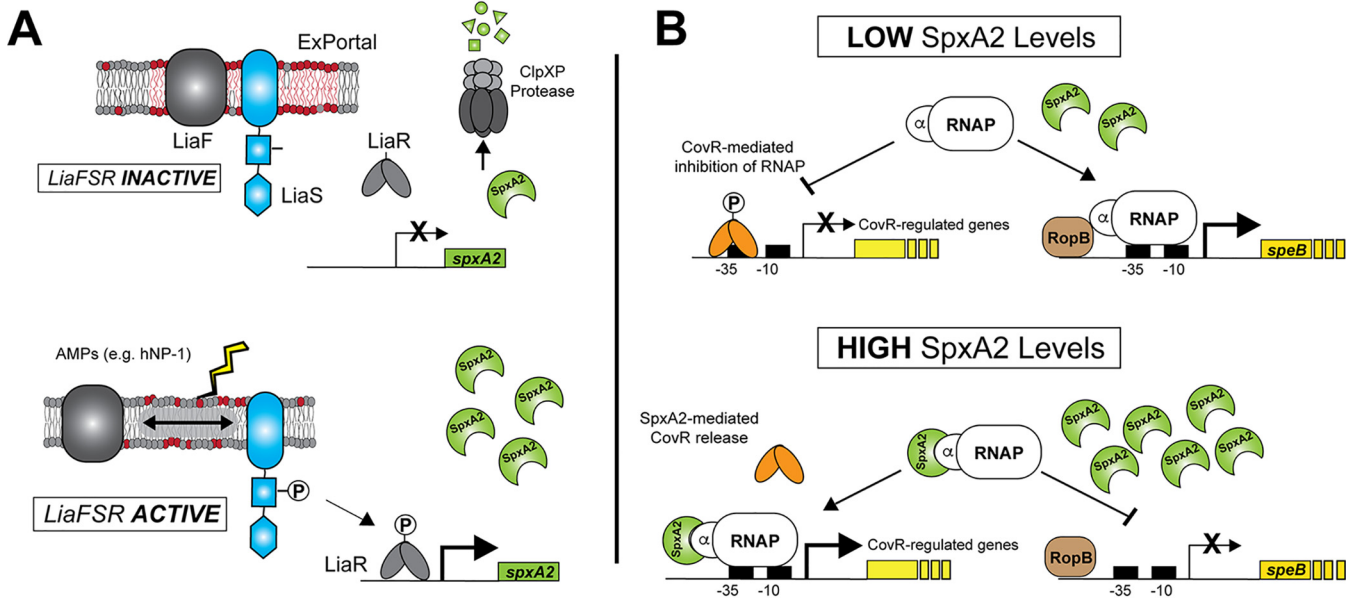 A
ExPortal
ClpXP
Protease
LiaF
LiaR
LiaFSR INACTIVE
LiaS
SpxA2
X
spxA2
AMPs (e.g. hNP-1)
SpxA2
SpxA2
SpxA2
SpxA2
P
LiaFSR ACTIVE
P
LiaR
spxA2
B
LOW SpxA2 Levels
SpxA2
SpxA2
α
RNAP
CovR-mediated
inhibition of RNAP
P
X
CovR-regulated genes
-35
-10
RopB
α
RNAP
speB
-35
-10
HIGH SpxA2 Levels
SpxA2-mediated
CovR release
SpxA2
α
RNAP
SpxA2
SpxA2
SpxA2
SpxA2
SpxA2
SpxA2
SpxA2
α
RNAP
CovR-regulated genes
-35
-10
RopB
X
speB
-35
-10